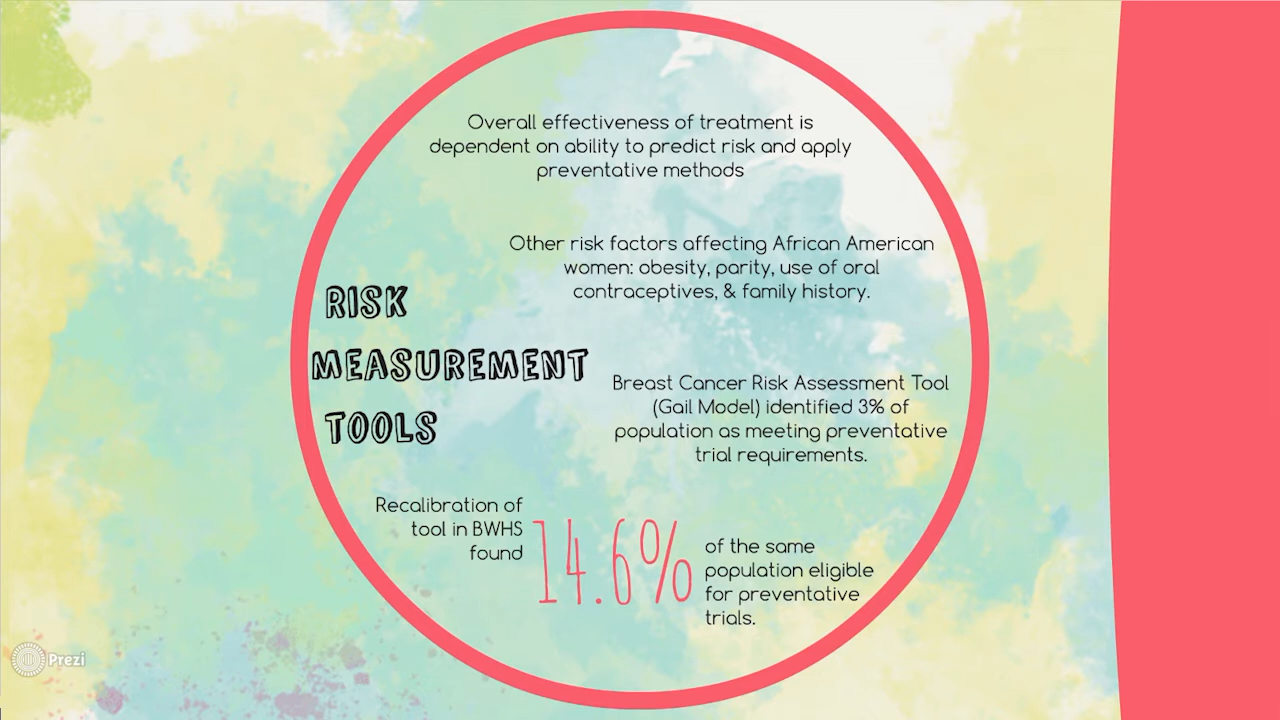 Overall effectiveness of treatment is
dependent on ability to predict risk and apply
preventative methods
Other risk factors affecting African American
women: obesity, parity, use of oral
contraceptives, & family history.
RISK
MEASUREMENT
TOOLS
Breast Cancer Risk Assessment Tool
(Gail Model) identified 3% of
population as meeting preventative
trial requirements.
Recalibration of
tool in BWHS
found
14.6%
of the same
population eligible
for preventative
trials.
Prezi